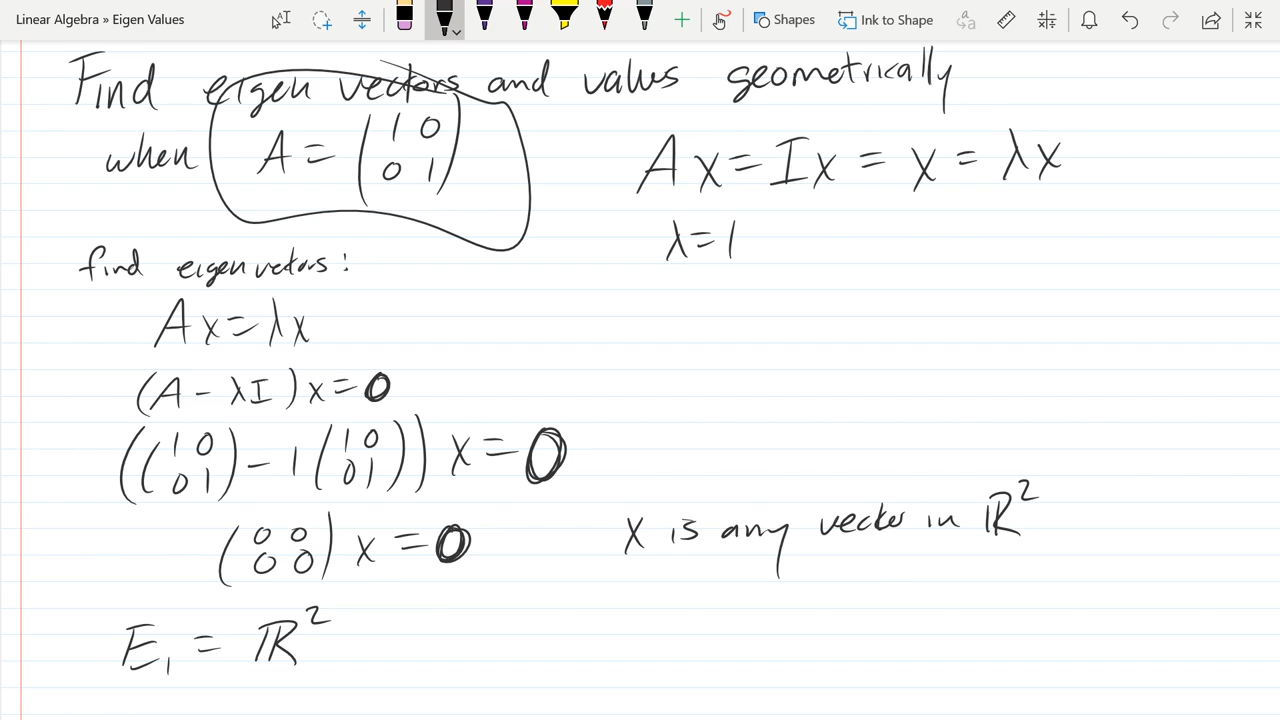 Linear Algebra » Eigen Values
Shapes
Ink to Shape
Find eigen vectors and values geometrically
when A = (1 0
0 1)
Ax = Ix = x = λx
λ = 1
find eigenvectors:
Ax = λx
(A - λI)x = 0
((1 0
0 1) - 1(1 0
0 1))x = 0
(0 0
0 0)x = 0
x is any vector in ℝ²
E₁ = ℝ²